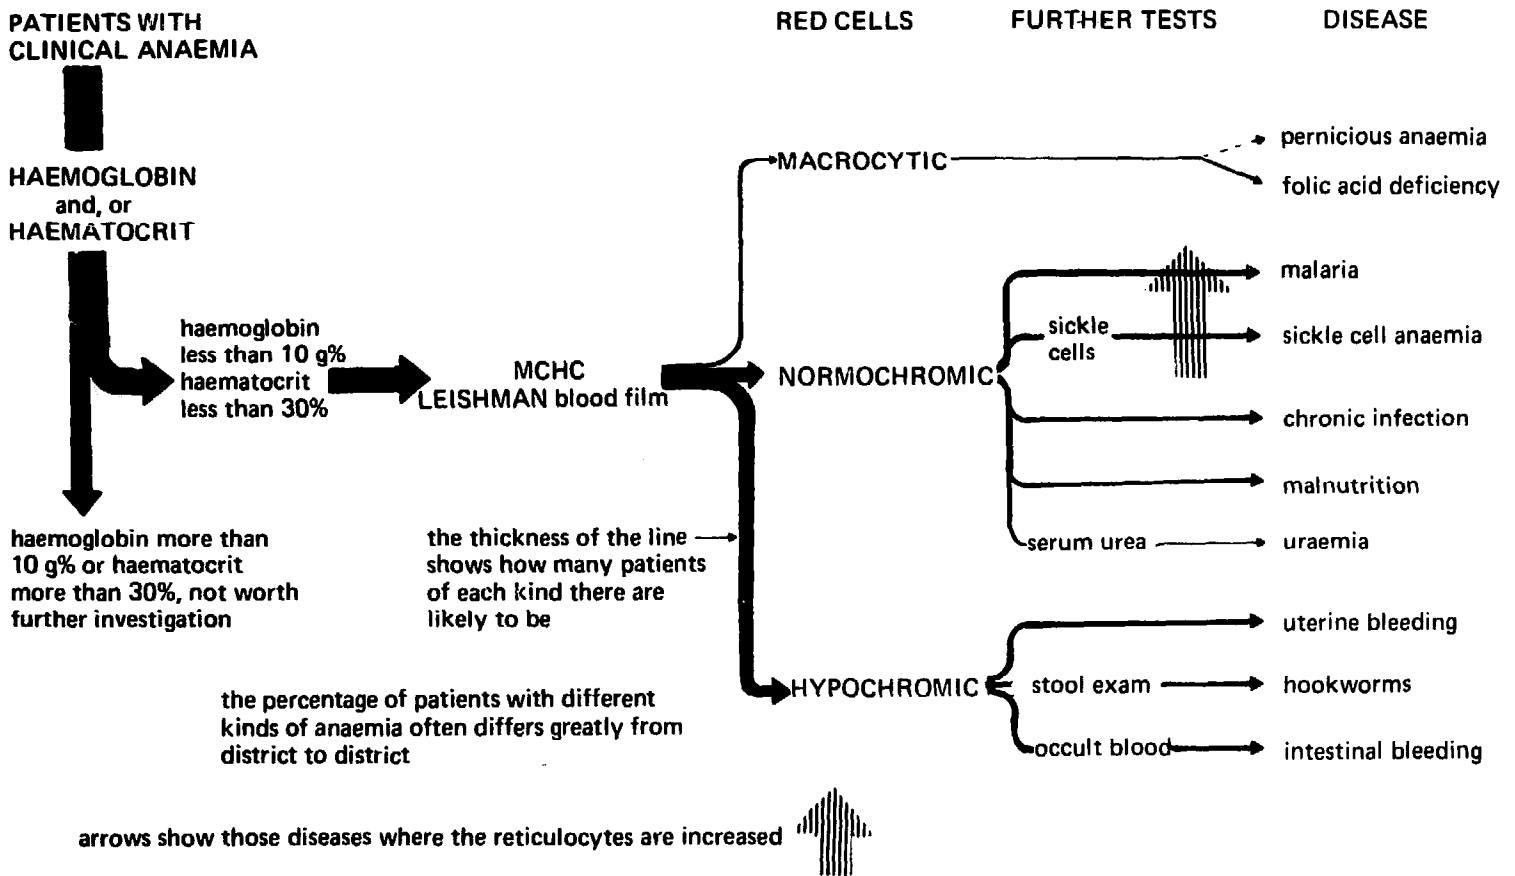 PATIENTS WITH
CLINICAL ANAEMIA
RED CELLS
FURTHER TESTS
DISEASE
HAEMOGLOBIN
and, or
HAEMATOCRIT
haemoglobin
less than 10 g%
haematocrit
less than 30%
haemoglobin more than
10 g% or haematocrit
more than 30%, not worth
further investigation
MCHC
LEISHMAN blood film
MACROCYTIC
pernicious anaemia
folic acid deficiency
NORMOCHROMIC
malaria
sickle
cells
sickle cell anaemia
chronic infection
malnutrition
serum urea
uraemia
HYPOCHROMIC
uterine bleeding
stool exam
hookworms
occult blood
intestinal bleeding
the thickness of the line
shows how many patients
of each kind there are
likely to be
the percentage of patients with different
kinds of anaemia often differs greatly from
district to district
arrows show those diseases where the reticulocytes are increased